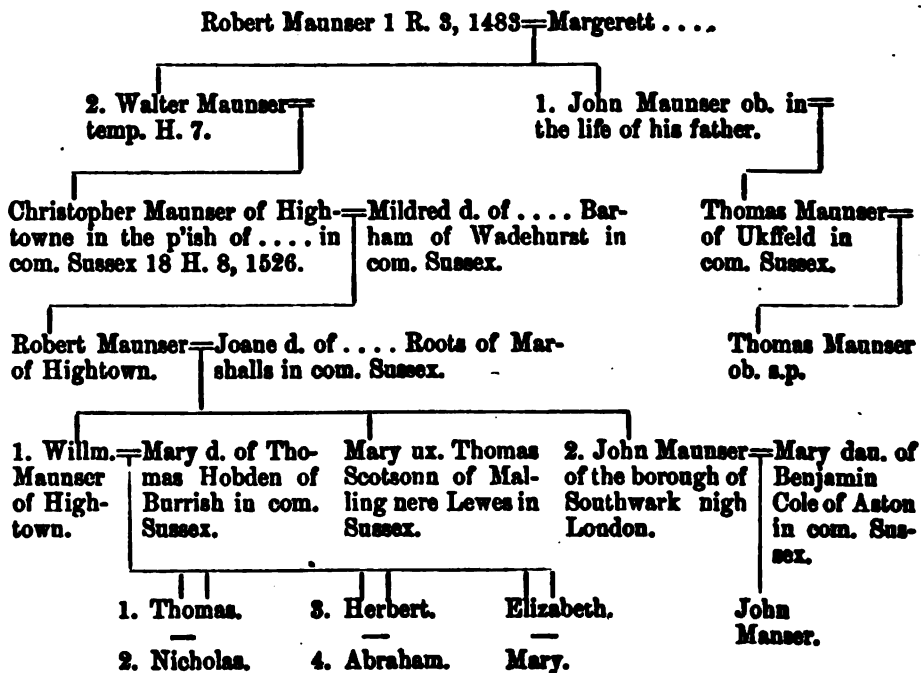 Robert Maunser 1 R. 3, 1483=Margerett . . . .
2. Walter Maunser=
temp. H. 7.
1. John Maunser ob. in=
the life of his father.
Christopher Maunser of High-
towne in the p'ish of . . . . in
com. Sussex 18 H. 8, 1526.
=Mildred d. of . . . . Bar-
ham of Wadehurst in
com. Sussex.
Thomas Maunser=
of Ukffeld in
com. Sussex.
Robert Maunser
of Hightown.
=Joane d. of . . . . Roots of Mar-
shalls in com. Sussex.
Thomas Maunser
ob. s.p.
1. Willm.
Maunser
of High-
town.
=Mary d. of Tho-
mas Hobden of
Burrish in com.
Sussex.
Mary ux. Thomas
Scotsonn of Mal-
ling nere Lewes in
Sussex.
2. John Maunser
of the borough of
Southwark nigh
London.
=Mary dau. of
Benjamin
Cole of Aston
in com. Sus-
sex.
1. Thomas.
2. Nicholas.
3. Herbert.
4. Abraham.
Elizabeth.
Mary.
John
Manser.